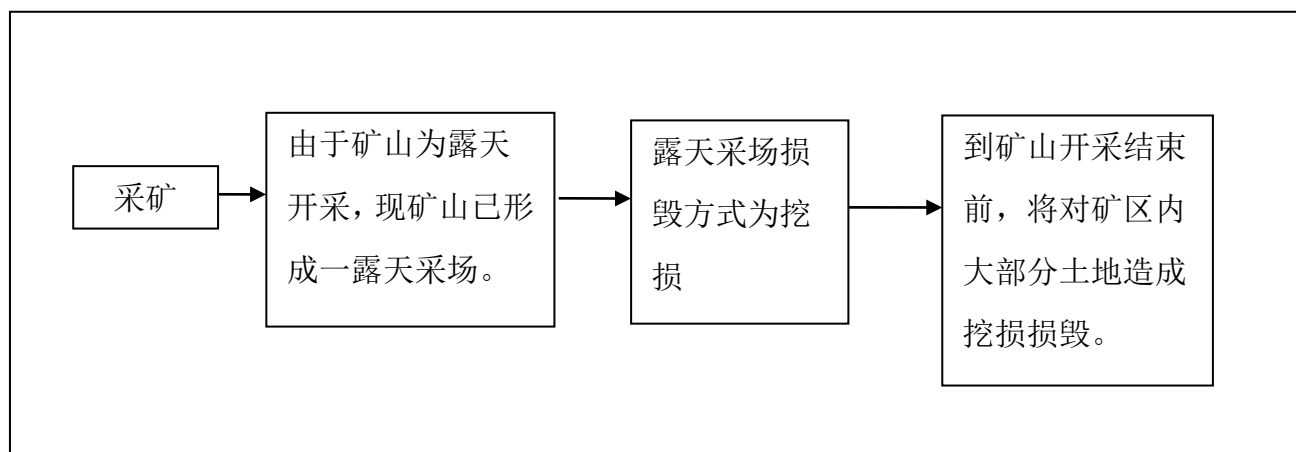 采矿
由于矿山为露天
开采，现矿山已形
成一露天采场。
露天采场损
毁方式为挖
损
到矿山开采结束
前，将对矿区内
大部分土地造成
挖损损毁。